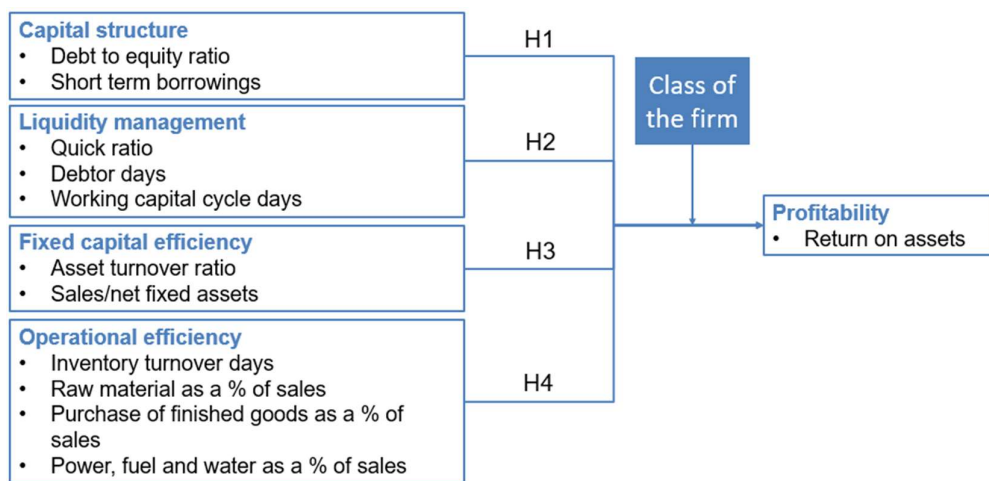 Capital structure
• Debt to equity ratio
• Short term borrowings
H1
Liquidity management
• Quick ratio
• Debtor days
• Working capital cycle days
H2
Fixed capital efficiency
• Asset turnover ratio
• Sales/net fixed assets
H3
Operational efficiency
• Inventory turnover days
• Raw material as a % of sales
• Purchase of finished goods as a % of
sales
• Power, fuel and water as a % of sales
H4
Class of
the firm
Profitability
• Return on assets